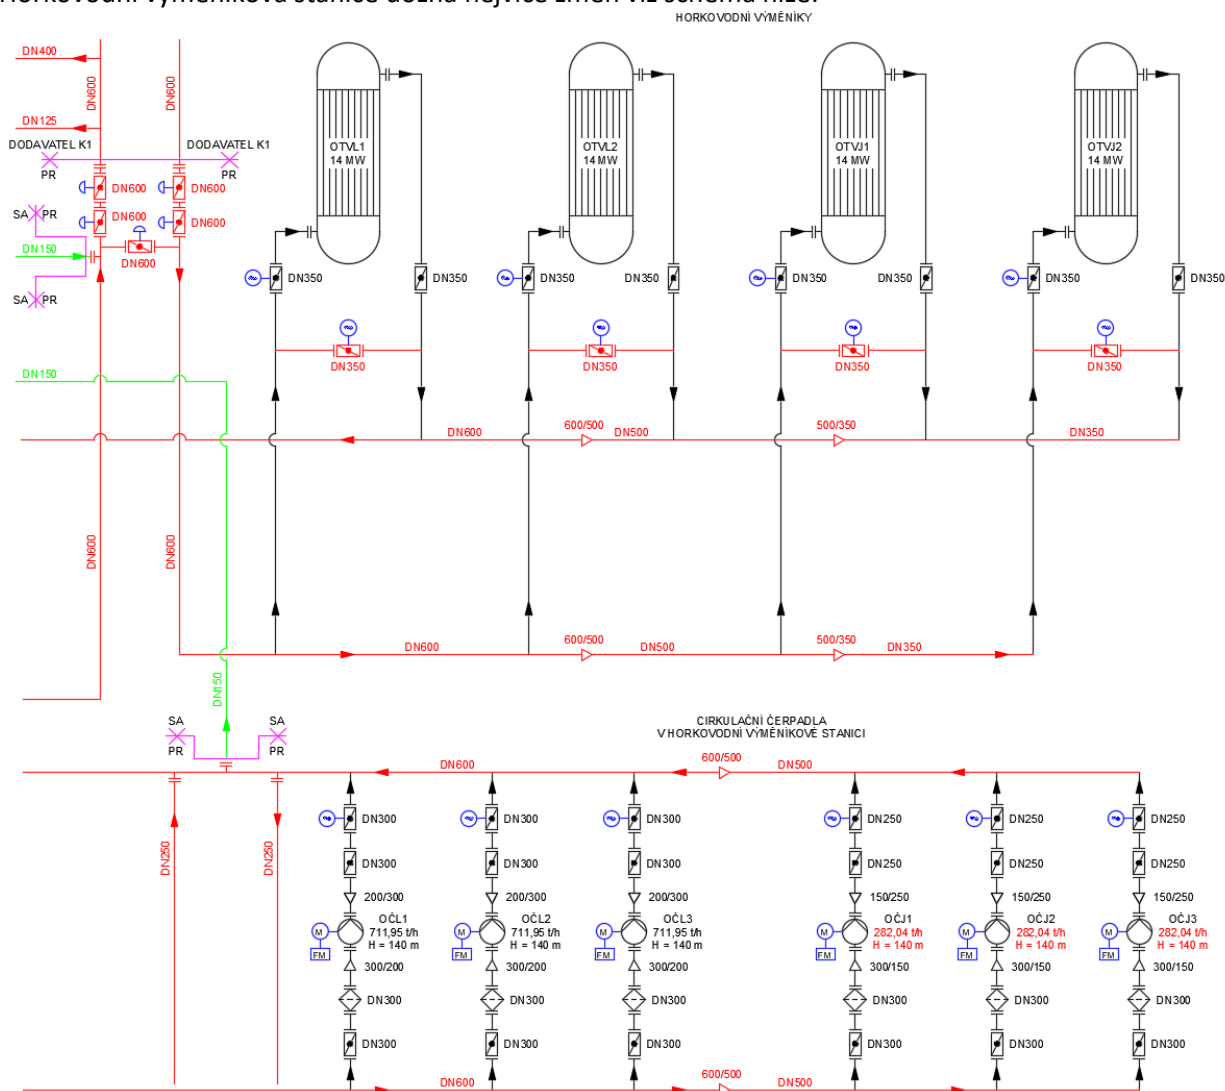 Horkovodní výměníková stanice dozná nejvíce změn viz schéma níže:
HORKOVODNÍ VÝMĚNÍKY
DN400
DN600
DN600
DN125
DODAVATEL K1
DODAVATEL K1
PR
PR
DN600
DN600
DN600
DN600
SA PR
DN150
DN600
SA PR
OTVL1
14 MW
OTVL2
14 MW
OTVJ1
14 MW
OTVJ2
14 MW
DN350
DN350
DN350
DN350
DN350
DN350
DN350
DN350
DN350
DN350
DN350
DN350
DN150
DN600
600/500
DN500
500/350
DN350
DN600
DN600
DN600
600/500
DN500
500/350
DN350
DN150
SA
PR
SA
PR
CIRKULAČNÍ ČERPADLA
V HORKOVODNÍ VÝMĚNÍKOVÉ STANICI
DN600
600/500
DN500
DN250
DN250
DN300
DN300
DN300
DN250
DN250
DN250
DN300
DN300
DN300
DN250
DN250
DN250
200/300
200/300
200/300
150/250
150/250
150/250
M
FM
OČL1
711,95 t/h
H = 140 m
M
FM
OČL2
711,95 t/h
H = 140 m
M
FM
OČL3
711,95 t/h
H = 140 m
M
FM
OČJ1
282,04 t/h
H = 140 m
M
FM
OČJ2
282,04 t/h
H = 140 m
M
FM
OČJ3
282,04 t/h
H = 140 m
300/200
300/200
300/200
300/150
300/150
300/150
DN300
DN300
DN300
DN300
DN300
DN300
DN300
DN300
DN300
DN300
DN300
DN300
DN600
600/500
DN500